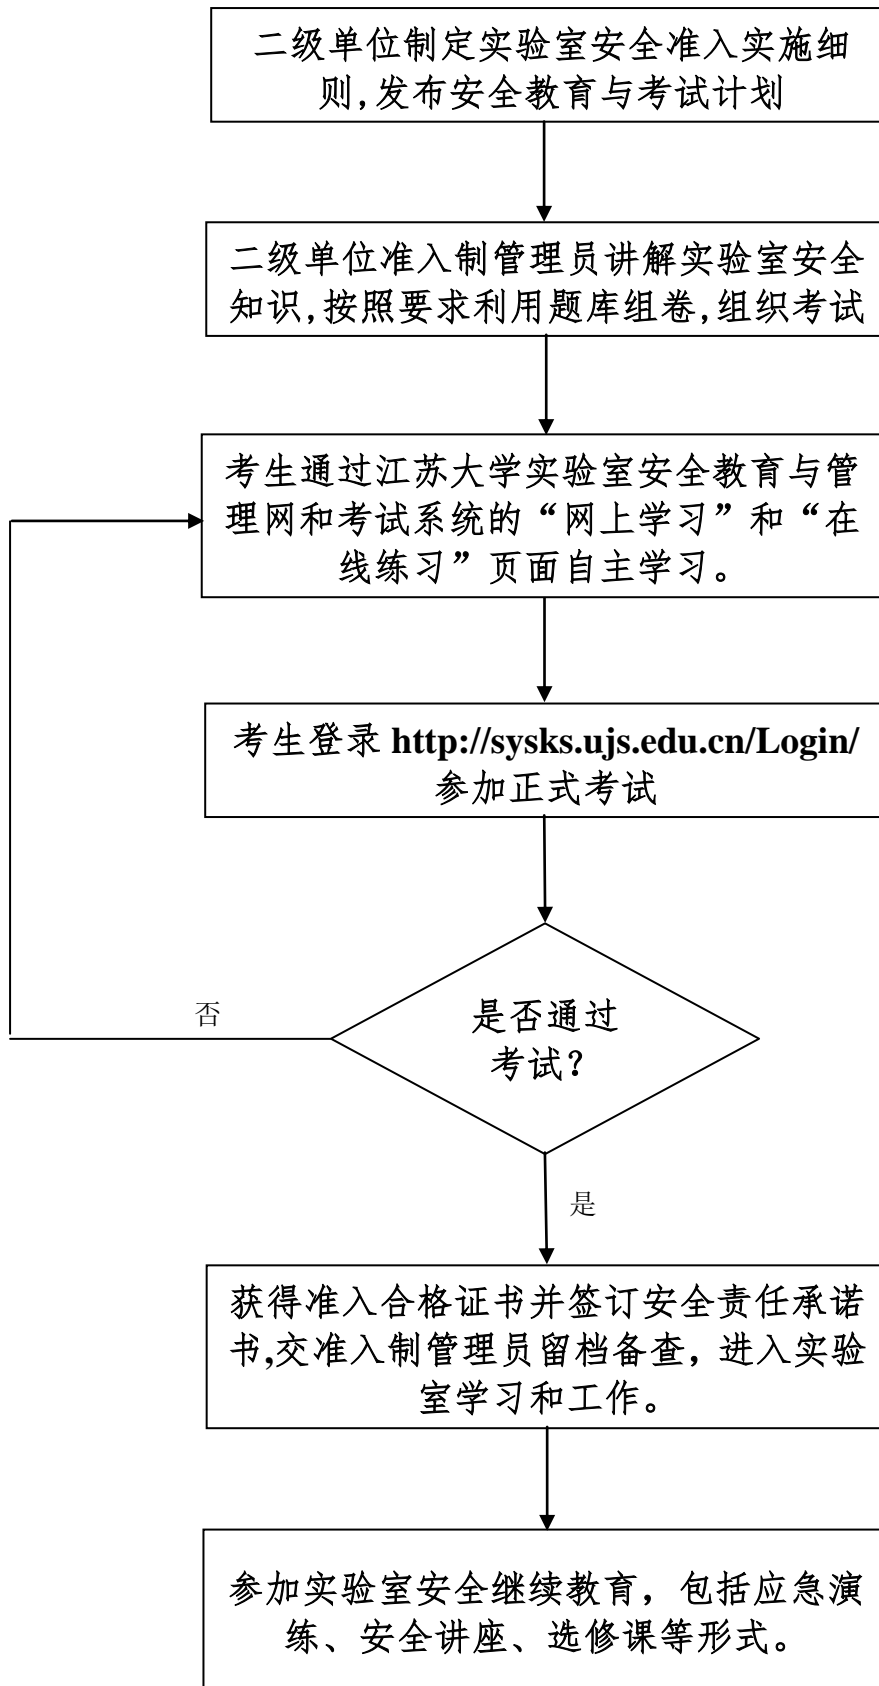 二级单位制定实验室安全准入实施细
则,发布安全教育与考试计划
二级单位准入制管理员讲解实验室安全
知识,按照要求利用题库组卷,组织考试
考生通过江苏大学实验室安全教育与管
理网和考试系统的“网上学习”和“在
线练习”页面自主学习。
考生登录 http://sysks.ujs.edu.cn/Login/
参加正式考试
是否通过
考试？
否
是
获得准入合格证书并签订安全责任承诺
书,交准入制管理员留档备查，进入实验
室学习和工作。
参加实验室安全继续教育，包括应急演
练、安全讲座、选修课等形式。